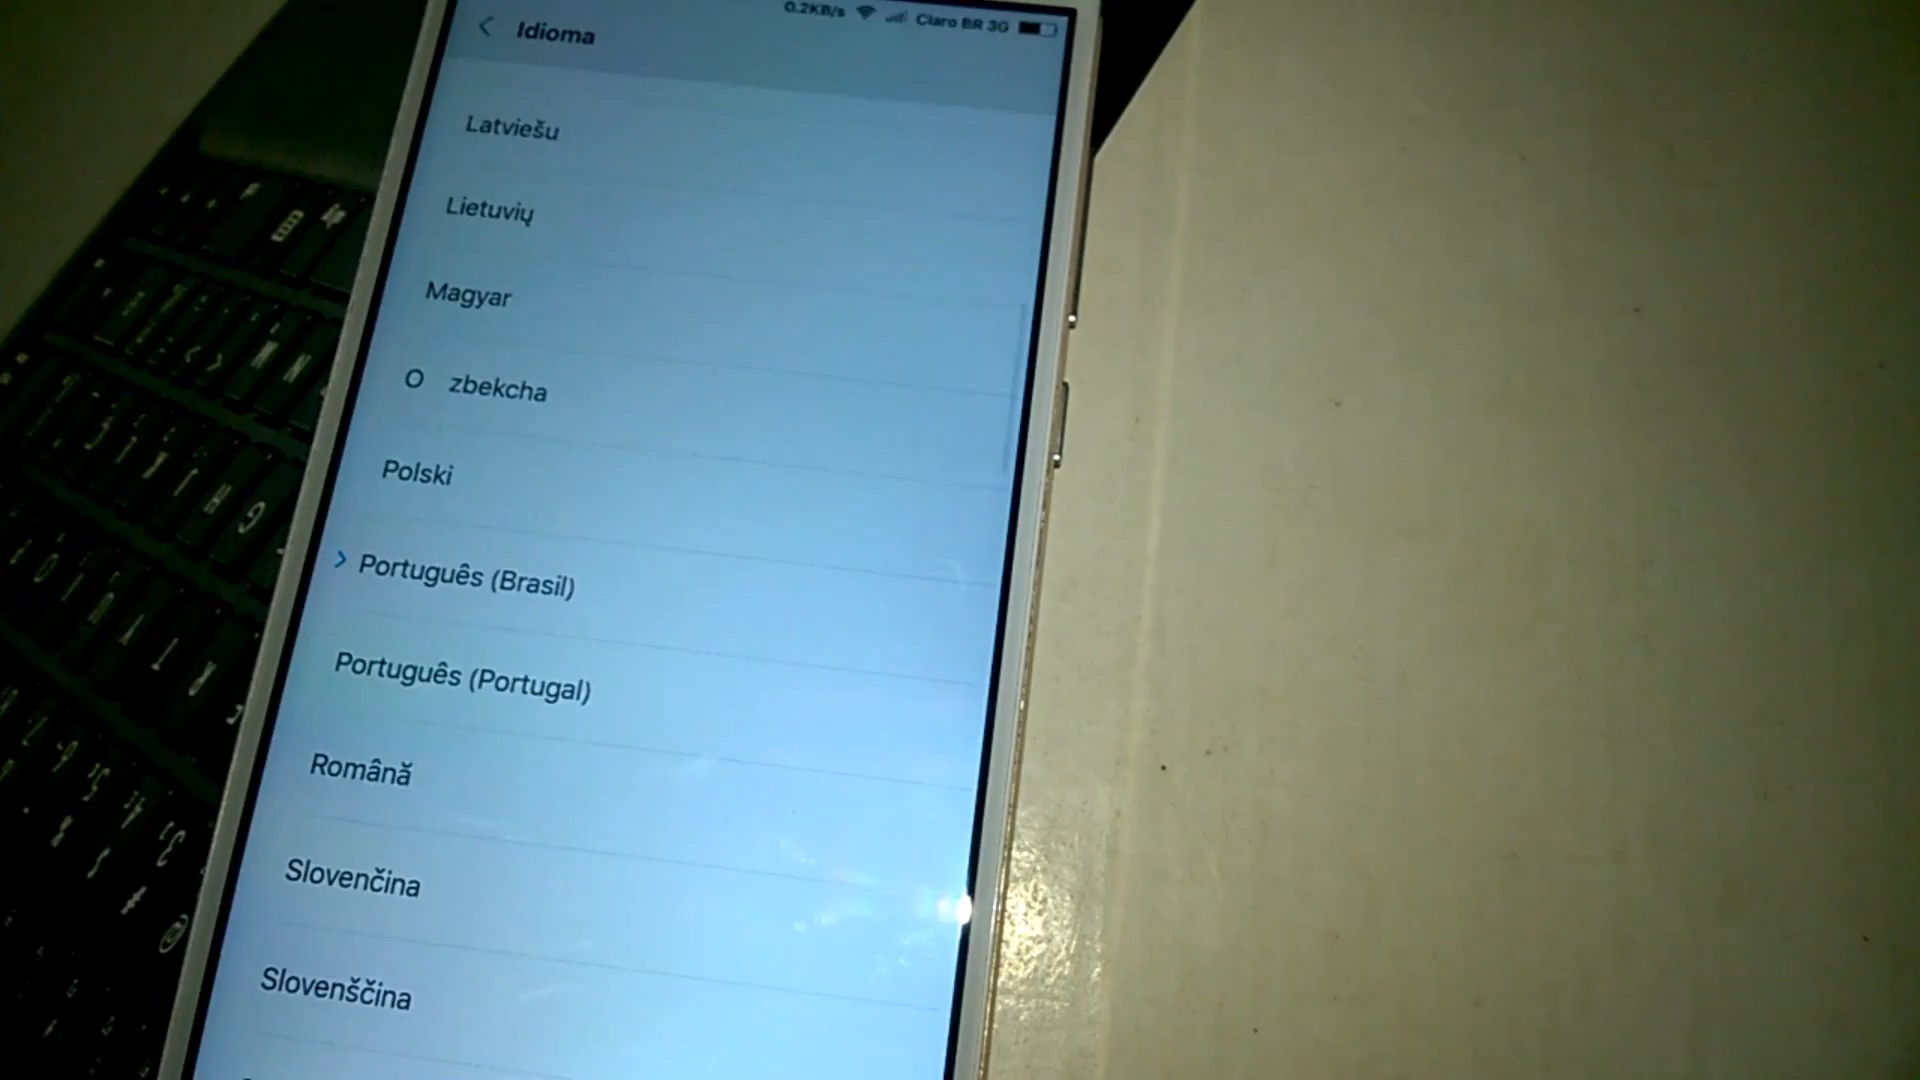 0.2KB/s Claro BR 3G
Idioma
Latviešu
Lietuvių
Magyar
O zbekcha
Polski
Português (Brasil)
Português (Portugal)
Română
Slovenčina
Slovenščina